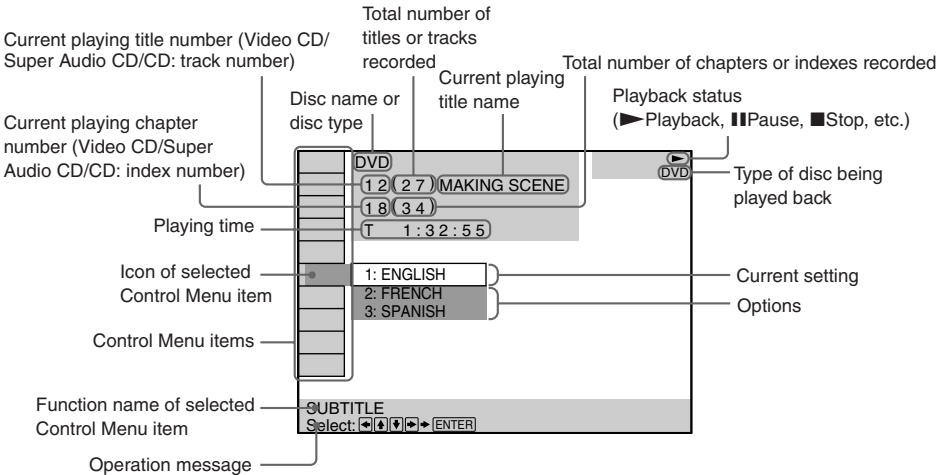 Total number of
titles or tracks
recorded
Current playing title number (Video CD/
Super Audio CD/CD: track number)
Total number of chapters or indexes recorded
Current playing
title name
Disc name or
disc type
Playback status
(▶Playback, ❚❚Pause, ■Stop, etc.)
Current playing chapter
number (Video CD/Super
Audio CD/CD: index number)
DVD
▶
DVD
Type of disc being
played back
12(27) MAKING SCENE
18(34)
Playing time
T 1:32:55
Icon of selected
Control Menu item
1: ENGLISH
2: FRENCH
3: SPANISH
Current setting
Options
Control Menu items
Function name of selected
Control Menu item
SUBTITLE
Select: ←↑↓→ → ENTER
Operation message